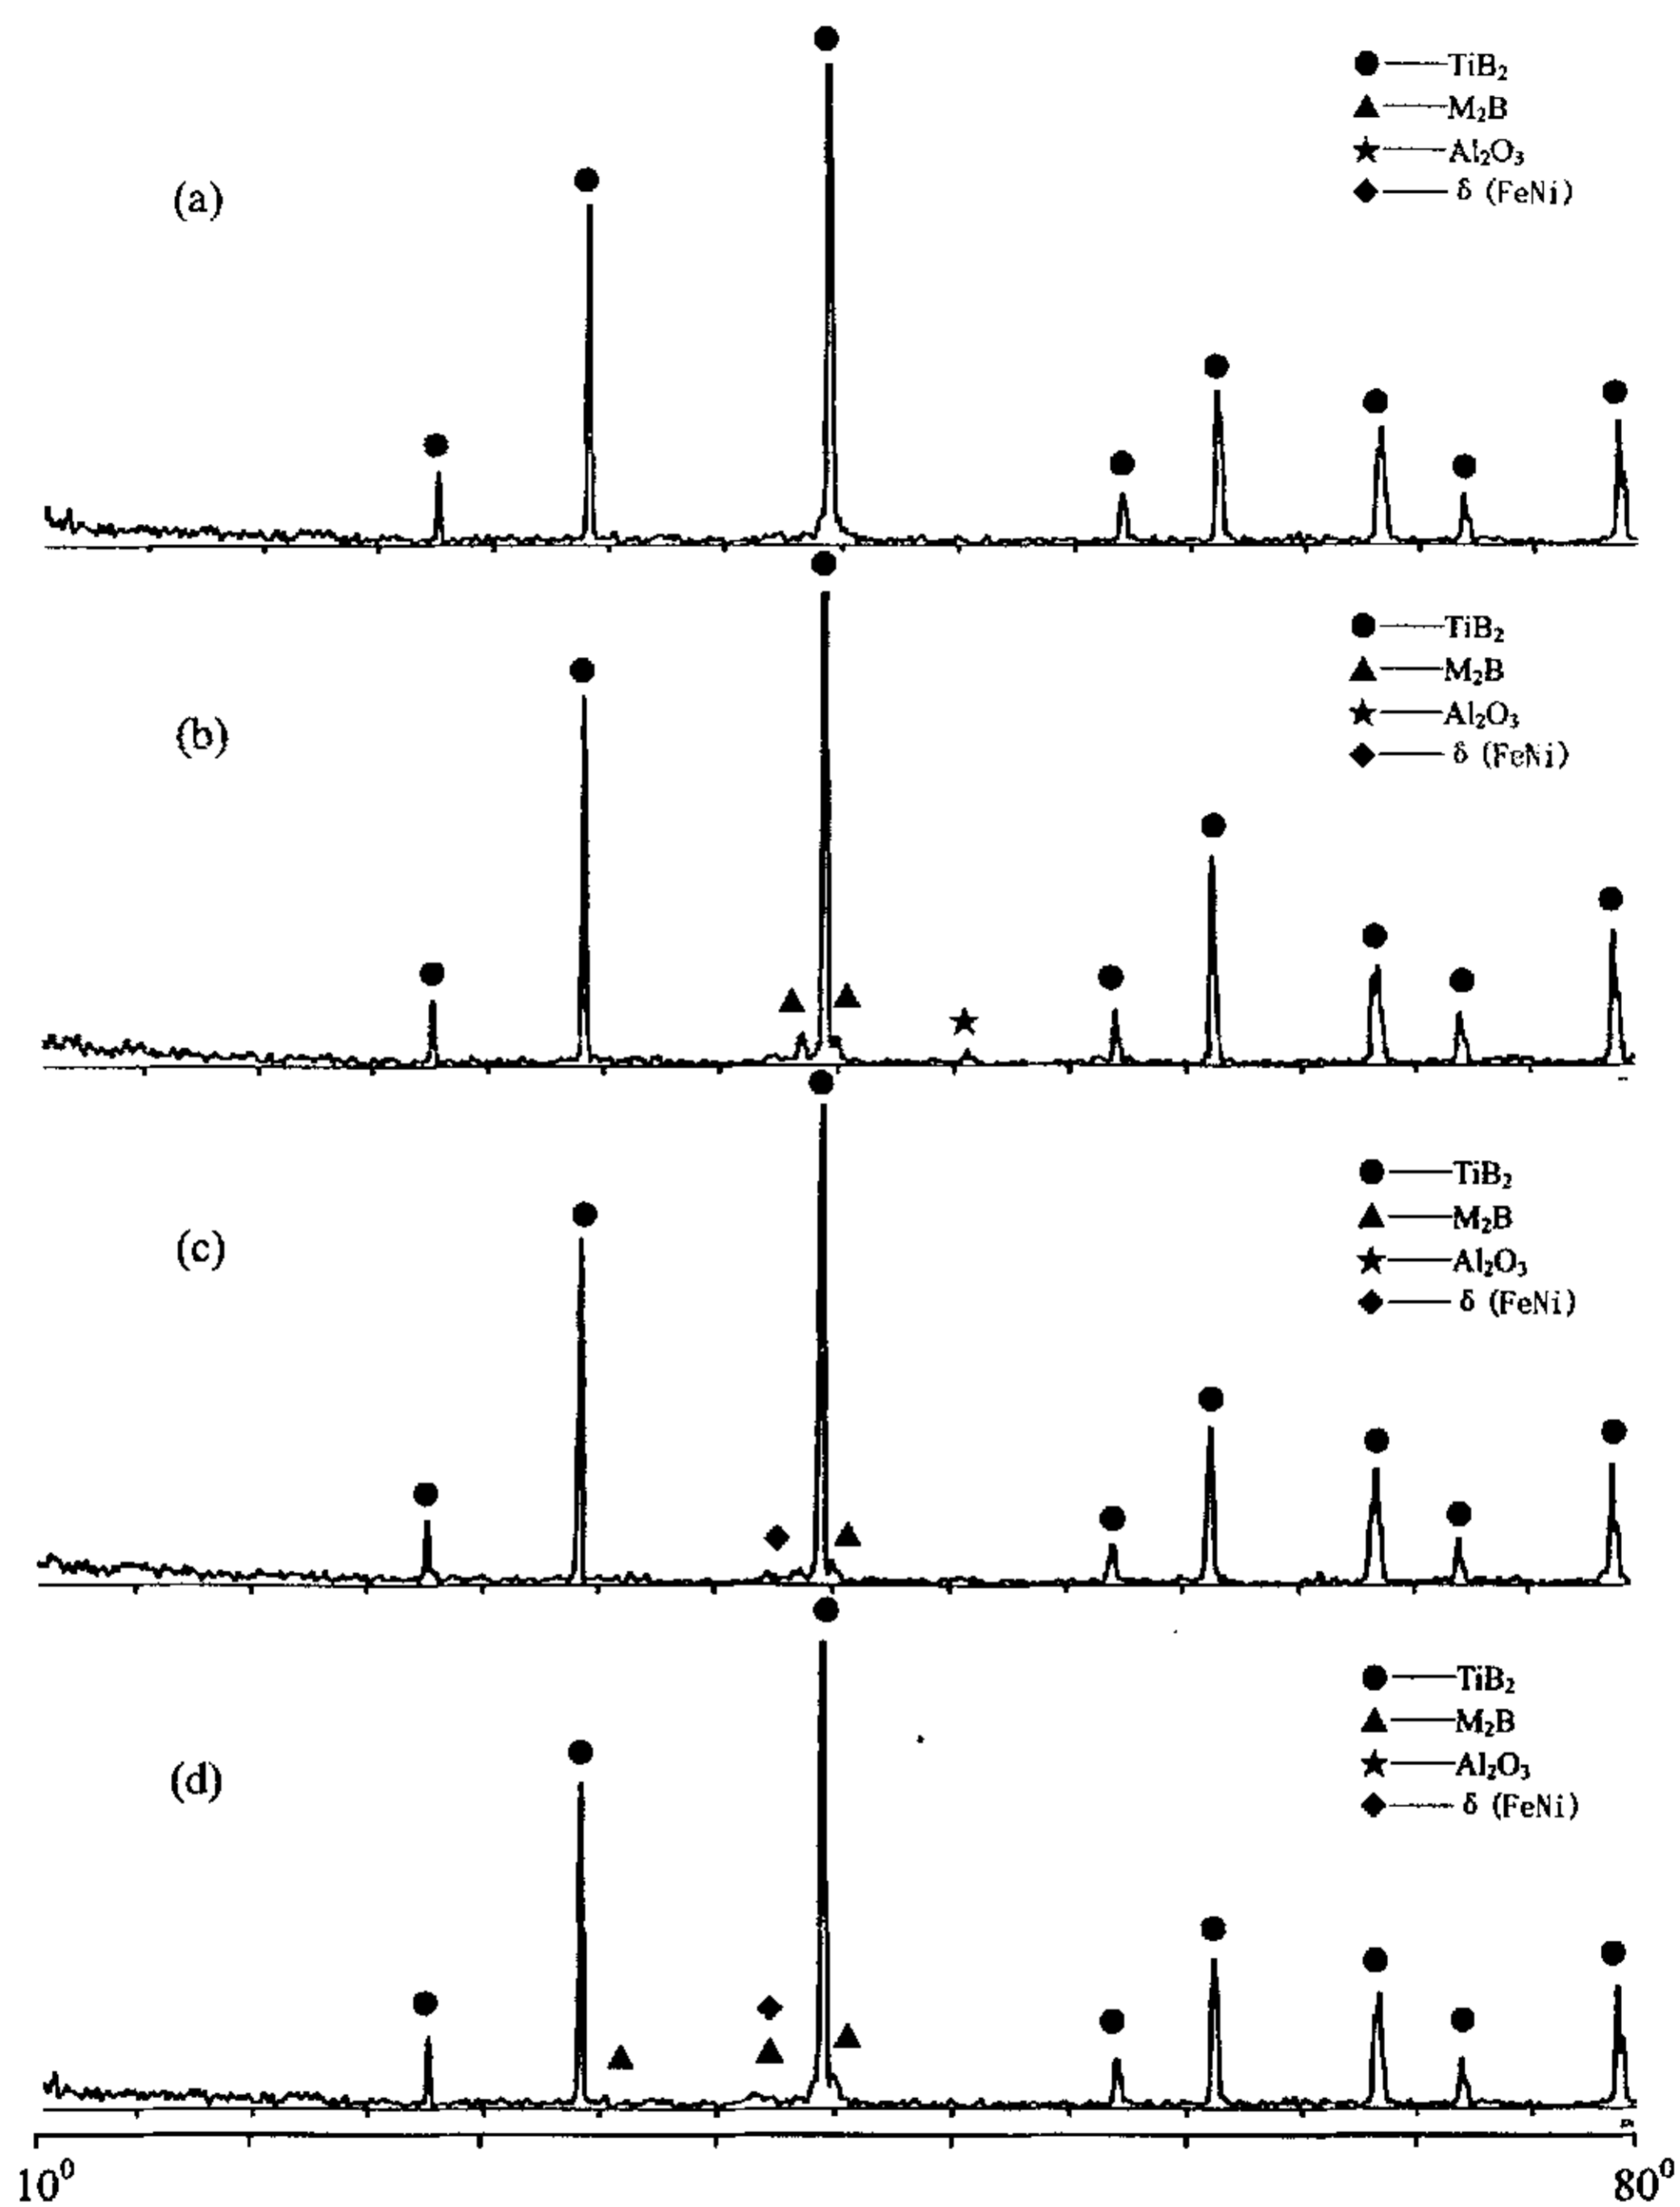 TiB₂
M₂B
Al₂O₃
δ (FeNi)
(a)
TiB₂
M₂B
Al₂O₃
δ (FeNi)
(b)
TiB₂
M₂B
Al₂O₃
δ (FeNi)
(c)
TiB₂
M₂B
Al₂O₃
δ (FeNi)
(d)
10⁰ 80⁰